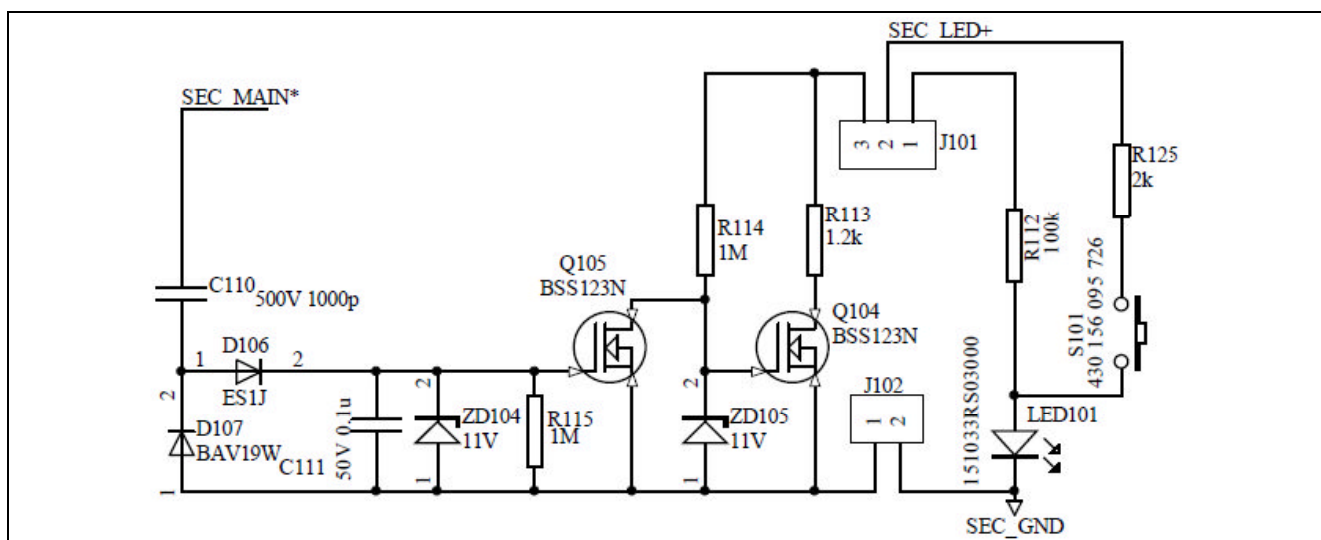 SEC_LED+
SEC_MAIN*
3
2
1
J101
R125
2k
R114
1M
R113
1.2k
R112
100k
Q105
BSS123N
C110
500V 1000p
Q104
BSS123N
S101
430 156 095 726
1
D106
2
ES1J
2
D107
BAV19W
1
C111
50V 0.1u
2
ZD104
11V
1
R115
1M
2
ZD105
11V
1
J102
1
2
LED101
151033RS03000
SEC_GND